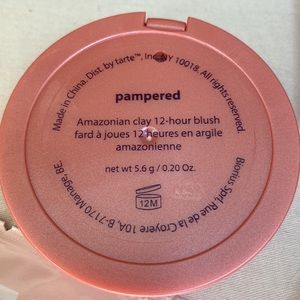 Made in China. Dist. by tarte™, Inc. NY 10018. All rights reserved.
pampered
Amazonian clay 12-hour blush
fard à joues 12 heures en argile
amazonienne
net wt 5.6 g / 0.20 Oz.
12M
Bionus Sprl, Rue de la Croyere 10A, B-7170 Manage, BE.